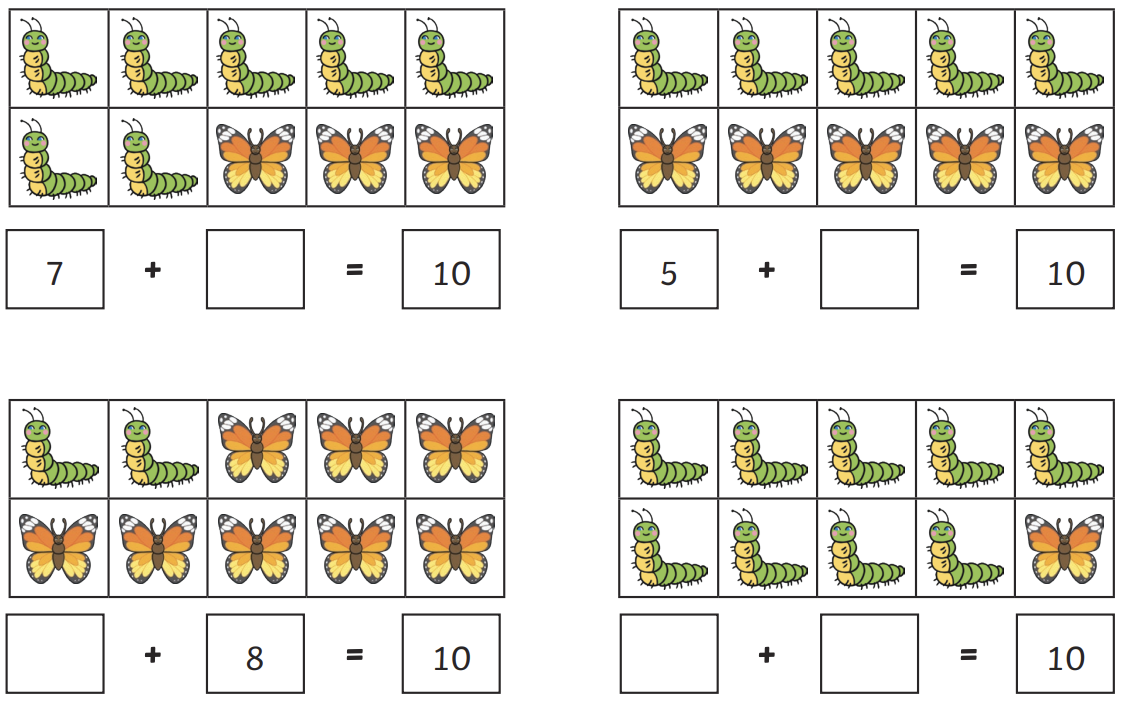 7 + = 10
5 + = 10
+ 8 = 10
+ = 10